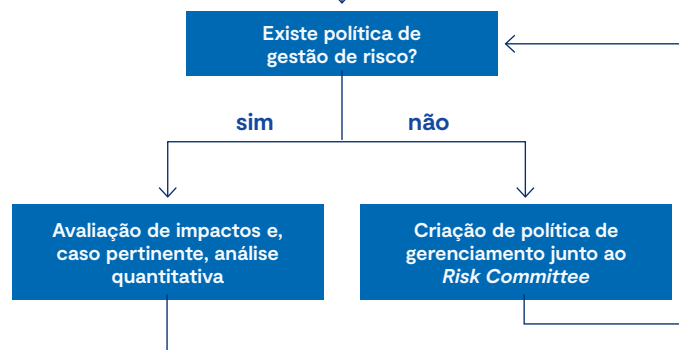 Existe política de
gestão de risco?
sim
não
Avaliação de impactos e,
caso pertinente, análise
quantitativa
Criação de política de
gerenciamento junto ao
Risk Committee